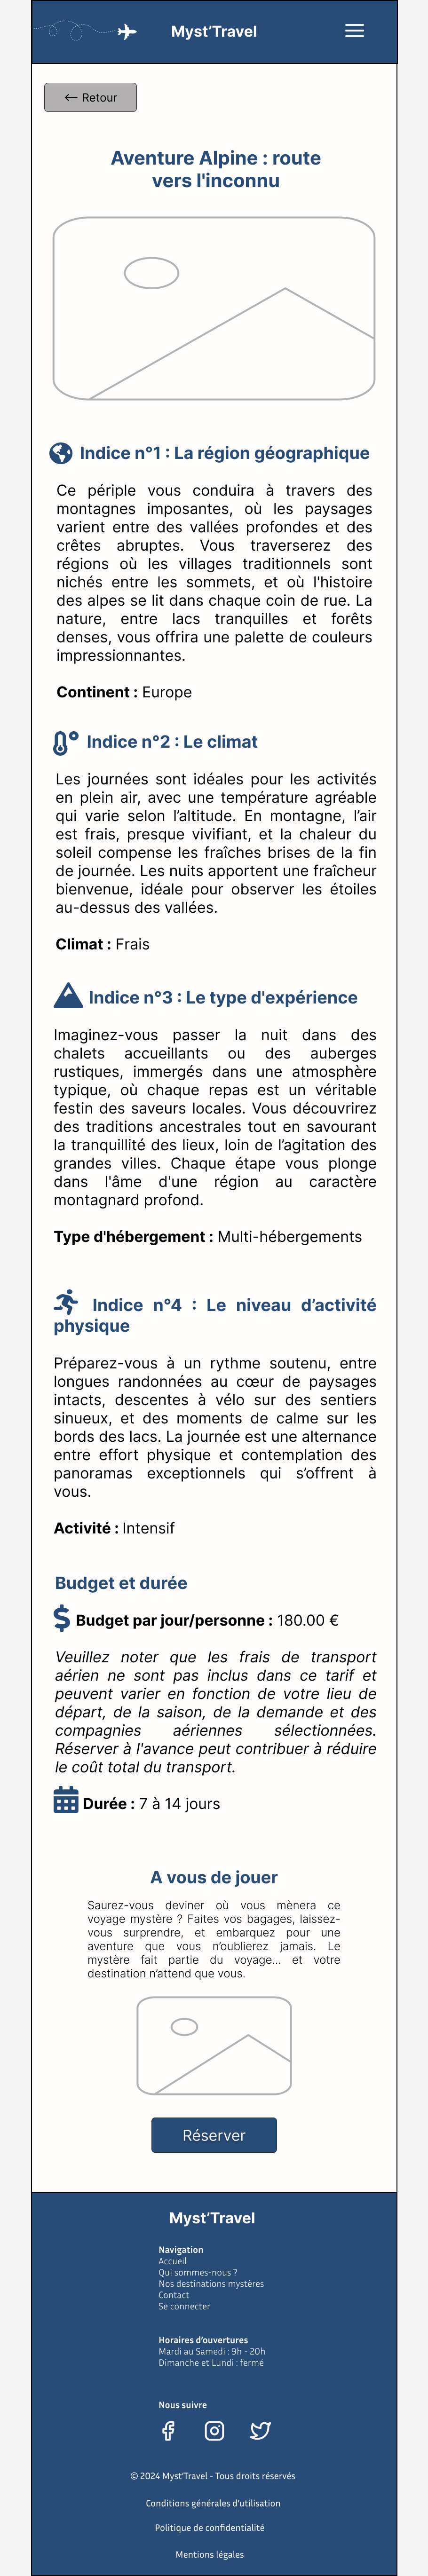 Myst'Travel
Retour
Aventure Alpine : route
vers l'inconnu
Indice n°1 : La région géographique
Ce périple vous conduira à travers des
montagnes imposantes, où les paysages
varient entre des vallées profondes et des
crêtes abruptes. Vous traverserez des
régions où les villages traditionnels sont
nichés entre les sommets, et où l'histoire
des alpes se lit dans chaque coin de rue. La
nature, entre lacs tranquilles et forêts
denses, vous offrira une palette de couleurs
impressionnantes.
Continent : Europe
Indice n°2 : Le climat
Les journées sont idéales pour les activités
en plein air, avec une température agréable
qui varie selon l’altitude. En montagne, l’air
est frais, presque vivifiant, et la chaleur du
soleil compense les fraîches brises de la fin
de journée. Les nuits apportent une fraîcheur
bienvenue, idéale pour observer les étoiles
au-dessus des vallées.
Climat : Frais
Indice n°3 : Le type d'expérience
Imaginez-vous passer la nuit dans des
chalets accueillants ou des auberges
rustiques, immergés dans une atmosphère
typique, où chaque repas est un véritable
festin des saveurs locales. Vous découvrirez
des traditions ancestrales tout en savourant
la tranquillité des lieux, loin de l’agitation des
grandes villes. Chaque étape vous plonge
dans l'âme d'une région au caractère
montagnard profond.
Type d'hébergement : Multi-hébergements
Indice n°4 : Le niveau d’activité
physique
Préparez-vous à un rythme soutenu, entre
longues randonnées au cœur de paysages
intacts, descentes à vélo sur des sentiers
sinueux, et des moments de calme sur les
bords des lacs. La journée est une alternance
entre effort physique et contemplation des
panoramas exceptionnels qui s’offrent à
vous.
Activité : Intensif
Budget et durée
Budget par jour/personne : 180.00 €
Veuillez noter que les frais de transport
aérien ne sont pas inclus dans ce tarif et
peuvent varier en fonction de votre lieu de
départ, de la saison, de la demande et des
compagnies aériennes sélectionnées.
Réserver à l'avance peut contribuer à réduire
le coût total du transport.
Durée : 7 à 14 jours
A vous de jouer
Saurez-vous deviner où vous mènera ce
voyage mystère ? Faites vos bagages, laissez-
vous surprendre, et embarquez pour une
aventure que vous n’oublierez jamais. Le
mystère fait partie du voyage... et votre
destination n’attend que vous.
Réserver
Myst’Travel
Navigation
Accueil
Qui sommes-nous ?
Nos destinations mystères
Contact
Se connecter
Horaires d'ouvertures
Mardi au Samedi : 9h - 20h
Dimanche et Lundi : fermé
Nous suivre
© 2024 Myst'Travel - Tous droits réservés
Conditions générales d'utilisation
Politique de confidentialité
Mentions légales